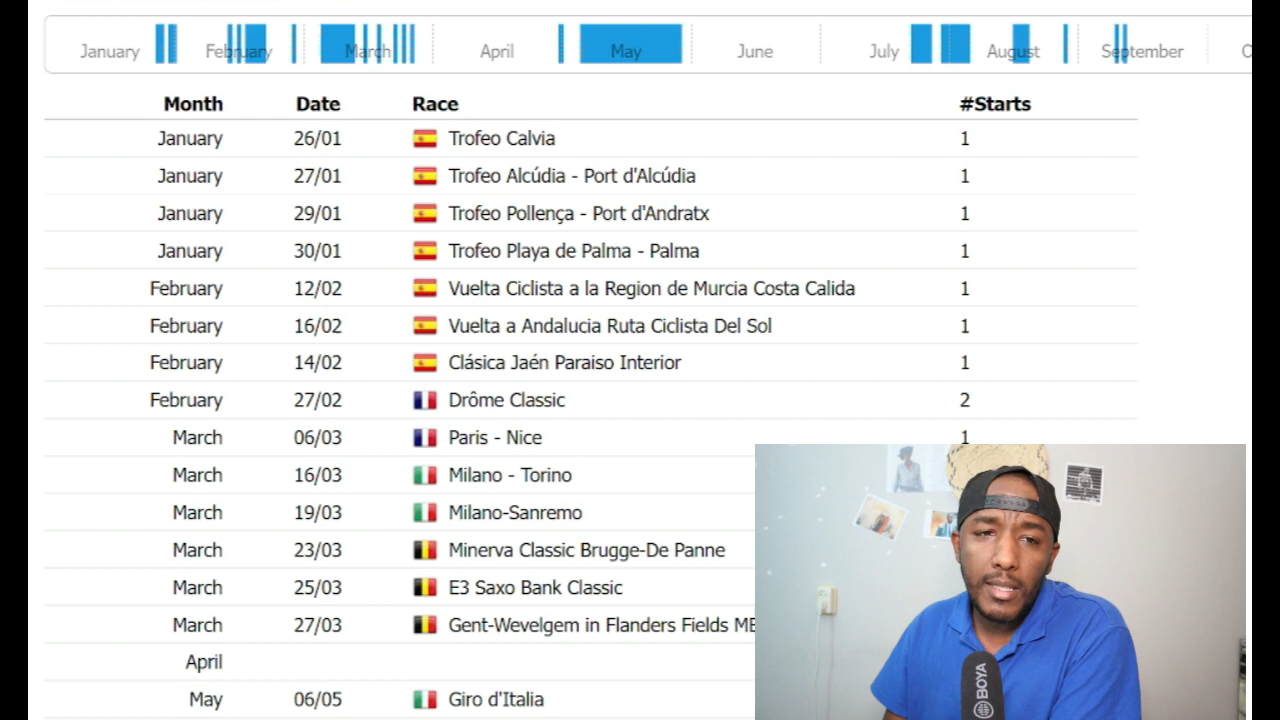 January February March April May June July August September O
Month Date Race #Starts
January 26/01 Trofeo Calvia 1
January 27/01 Trofeo Alcúdia - Port d'Alcúdia 1
January 29/01 Trofeo Pollença - Port d'Andratx 1
January 30/01 Trofeo Playa de Palma - Palma 1
February 12/02 Vuelta Ciclista a la Region de Murcia Costa Calida 1
February 16/02 Vuelta a Andalucia Ruta Ciclista Del Sol 1
February 14/02 Clásica Jaén Paraiso Interior 1
February 27/02 Drôme Classic 2
March 06/03 Paris - Nice 1
March 16/03 Milano - Torino
March 19/03 Milano-Sanremo
March 23/03 Minerva Classic Brugge-De Panne
March 25/03 E3 Saxo Bank Classic
March 27/03 Gent-Wevelgem in Flanders Fields ME
April
May 06/05 Giro d'Italia
BOYA